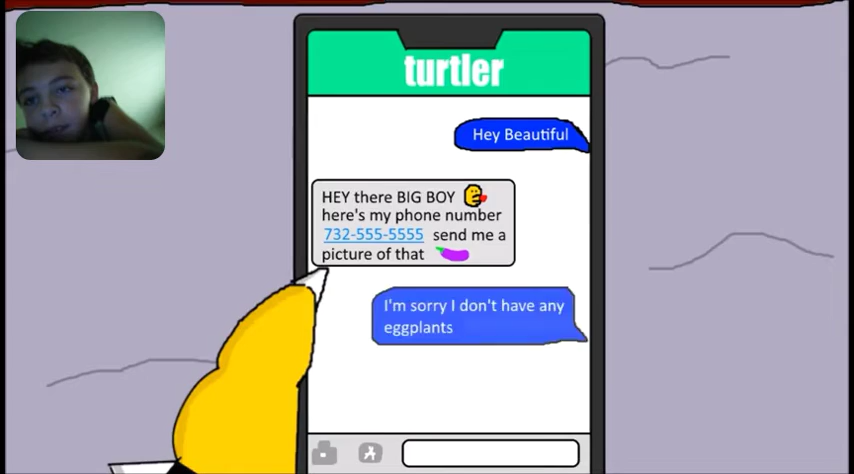 turtler
Hey Beautiful
HEY there BIG BOY
here's my phone number
732-555-5555 send me a
picture of that
I'm sorry I don't have any
eggplants